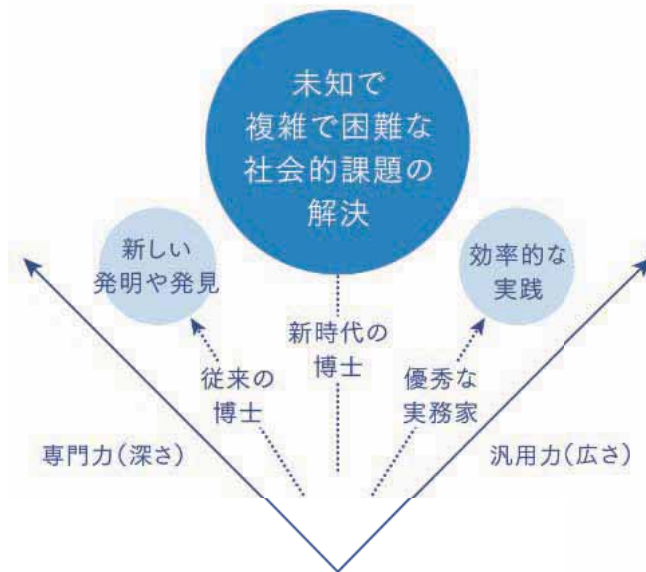 未知で
複雑で困難な
社会的課題の
解決
新しい
発明や発見
効率的な
実践
新時代の
博士
従来の
博士
優秀な
実務家
専門力(深さ)
汎用力(広さ)